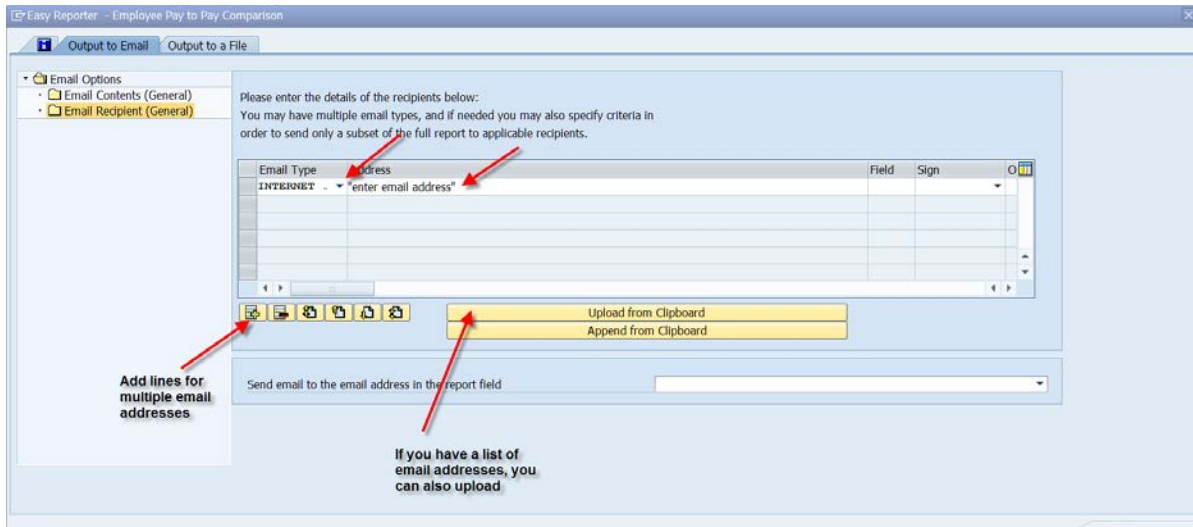 Easy Reporter - Employee Pay to Pay Comparison
Output to Email Output to a File
Email Options
Email Contents (General)
Email Recipient (General)
Please enter the details of the recipients below:
You may have multiple email types, and if needed you may also specify criteria in
order to send only a subset of the full report to applicable recipients.
Email Type Address Field Sign O
INTERNET .. "enter email address"
Upload from Clipboard
Append from Clipboard
Send email to the email address in the report field
Add lines for
multiple email
addresses
If you have a list of
email addresses, you
can also upload